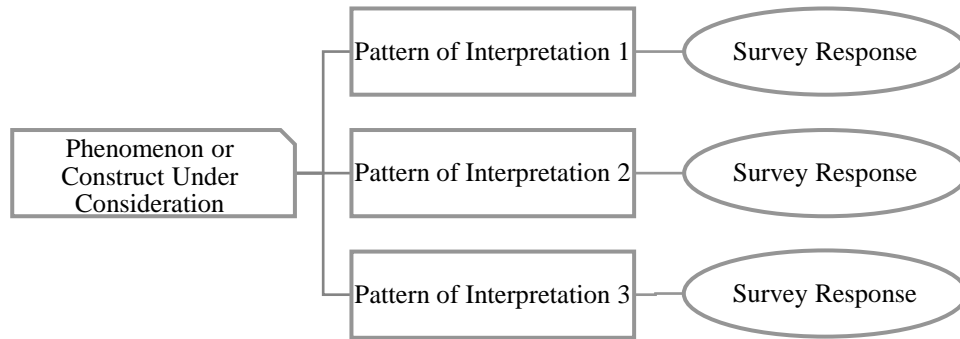 Pattern of Interpretation 1
Survey Response
Phenomenon or
Construct Under
Consideration
Pattern of Interpretation 2
Survey Response
Pattern of Interpretation 3
Survey Response